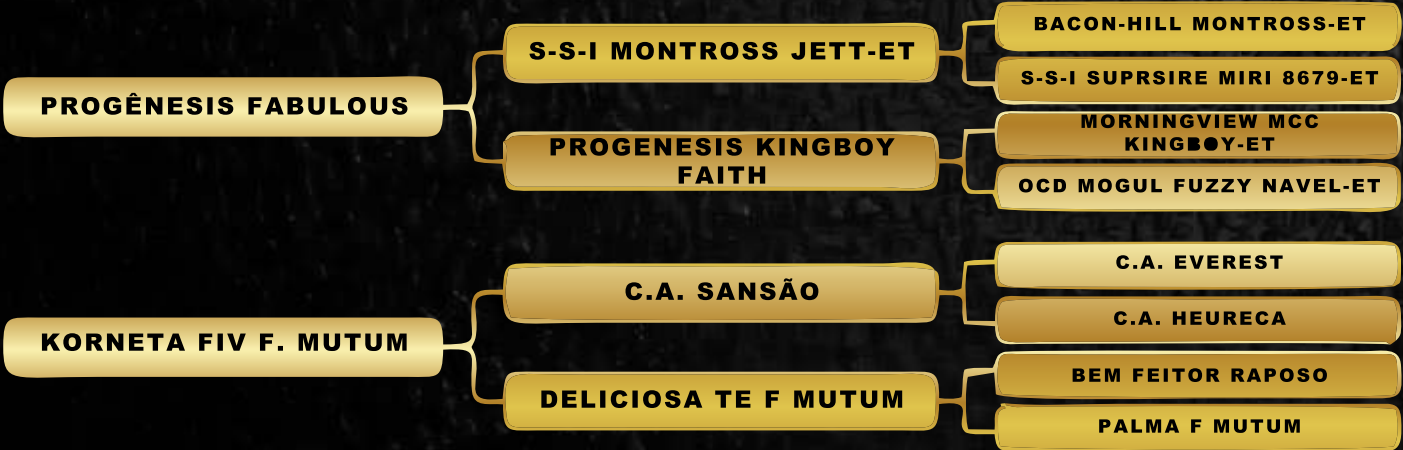 PROGÊNESIS FABULOUS
S-S-I MONTROSS JETT-ET
BACON-HILL MONTROSS-ET
S-S-I SUPRSIRE MIRI 8679-ET
PROGENESIS KINGBOY
FAITH
MORNINGVIEW MCC
KINGBOY-ET
OCD MOGUL FUZZY NAVEL-ET
KORNETA FIV F. MUTUM
C.A. SANSÃO
C.A. EVEREST
C.A. HEURECA
DELICIOSA TE F MUTUM
BEM FEITOR RAPOSO
PALMA F MUTUM